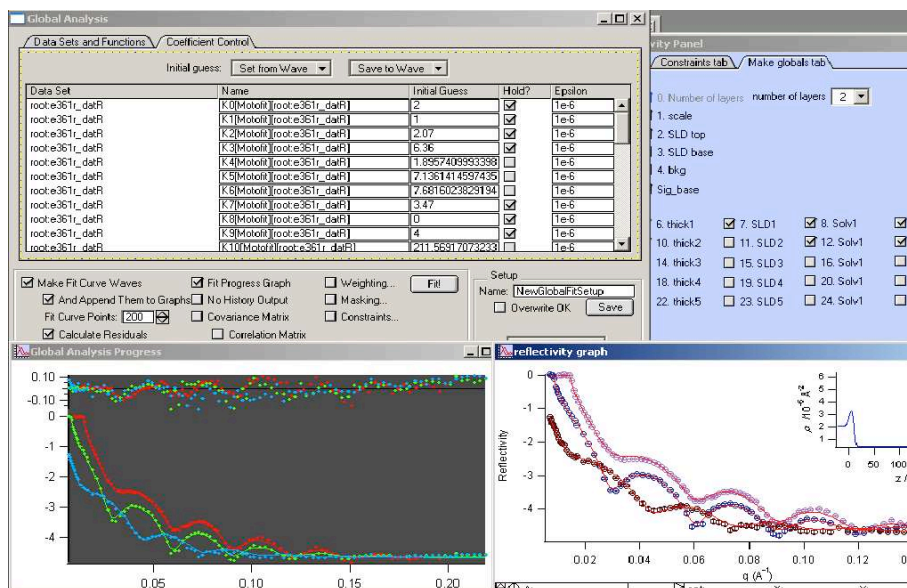 Global Analysis
Data Sets and Functions Coefficient Control
Initial guess: Set from Wave Save to Wave
Data Set Name Initial Guess Hold? Epsilon
root:e361r_datR K0[Motofit][root:e361r_datR] 2 1e-6
root:e361r_datR K1[Motofit][root:e361r_datR] 1 1e-6
root:e361r_datR K2[Motofit][root:e361r_datR] 2.07 1e-6
root:e361r_datR K3[Motofit][root:e361r_datR] 6.36 1e-6
root:e361r_datR K4[Motofit][root:e361r_datR] 1.8957409993398 1e-6
root:e361r_datR K5[Motofit][root:e361r_datR] 7.1361414597435 1e-6
root:e361r_datR K6[Motofit][root:e361r_datR] 7.6816023829194 1e-6
root:e361r_datR K7[Motofit][root:e361r_datR] 3.47 1e-6
root:e361r_datR K8[Motofit][root:e361r_datR] 0 1e-6
root:e361r_datR K9[Motofit][root:e361r_datR] 4 1e-6
root:e361r_datR K10[Motofit][root:e361r_datR] 211.56917073233 1e-6
Make Fit Curve Waves Fit Progress Graph Weighting... Fit!
And Append Them to Graphs No History Output Masking...
Fit Curve Points: 200 Covariance Matrix Constraints...
Calculate Residuals Correlation Matrix
Setup
Name: NewGlobalFitSetup
Overwrite OK Save
vity Panel
Constraints tab Make globals tab
0. Number of layers number of layers 2
1. scale
2. SLD top
3. SLD base
4. bkg
Sig_base
6. thick1 7. SLD1 8. Solv1
10. thick2 11. SLD2 12. Solv1
14. thick3 15. SLD3 16. Solv1
18. thick4 19. SLD4 20. Solv1
22. thick5 23. SLD5 24. Solv1
Global Analysis Progress
0.10
-0.10
0
-1
-2
-3
-4
0.05 0.10 0.15 0.20
reflectivity graph
Reflectivity
0
-1
-2
-3
-4
0.02 0.04 0.06 0.08 0.10 0.12
q (Å⁻¹)
ρ /10⁻⁶ Å⁻²
6
5
4
3
2
1
0 50 100
z /